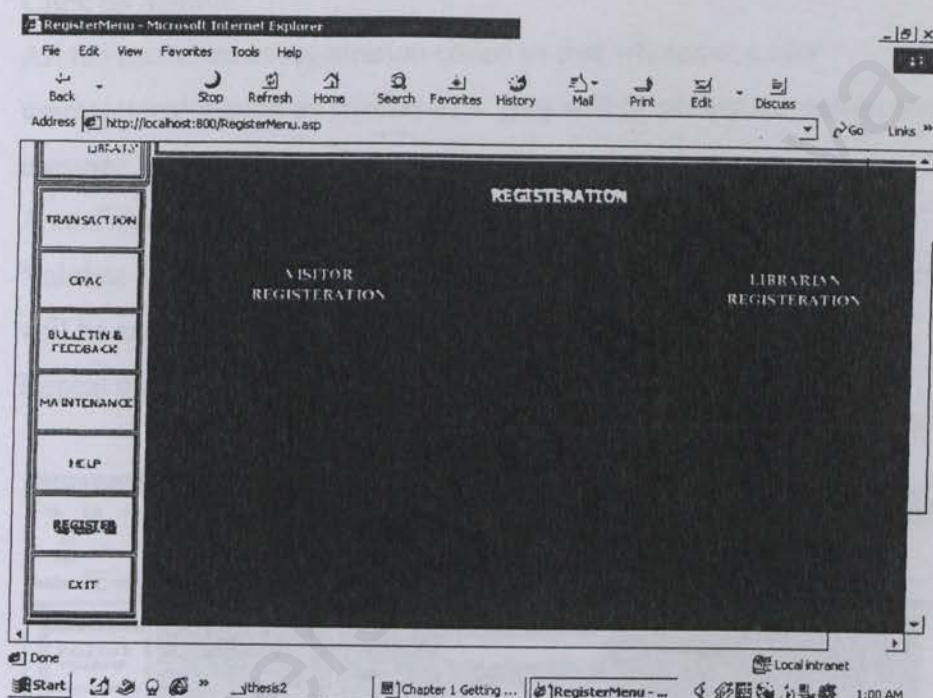 RegisterMenu - Microsoft Internet Explorer
File Edit View Favorites Tools Help
Back Stop Refresh Home Search Favorites History Mail Print Edit Discuss
Address http://localhost:800/RegisterMenu.asp Go Links »
LIBRARY
REGISTERATION
TRANSACTION
OPAC
VISITOR
REGISTERATION
LIBRARIAN
REGISTERATION
BULLETIN &
FEEDBACK
MAINTENANCE
HELP
REGISTER
EXIT
Done Local intranet
Start » thesis2 Chapter 1 Getting ... RegisterMenu - ... 1:00 AM